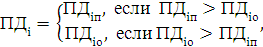 ПДᵢ = { ПДᵢₙ, если ПДᵢₙ > ПДᵢₒ
ПДᵢₒ, если ПДᵢₒ > ПДᵢₙ ,